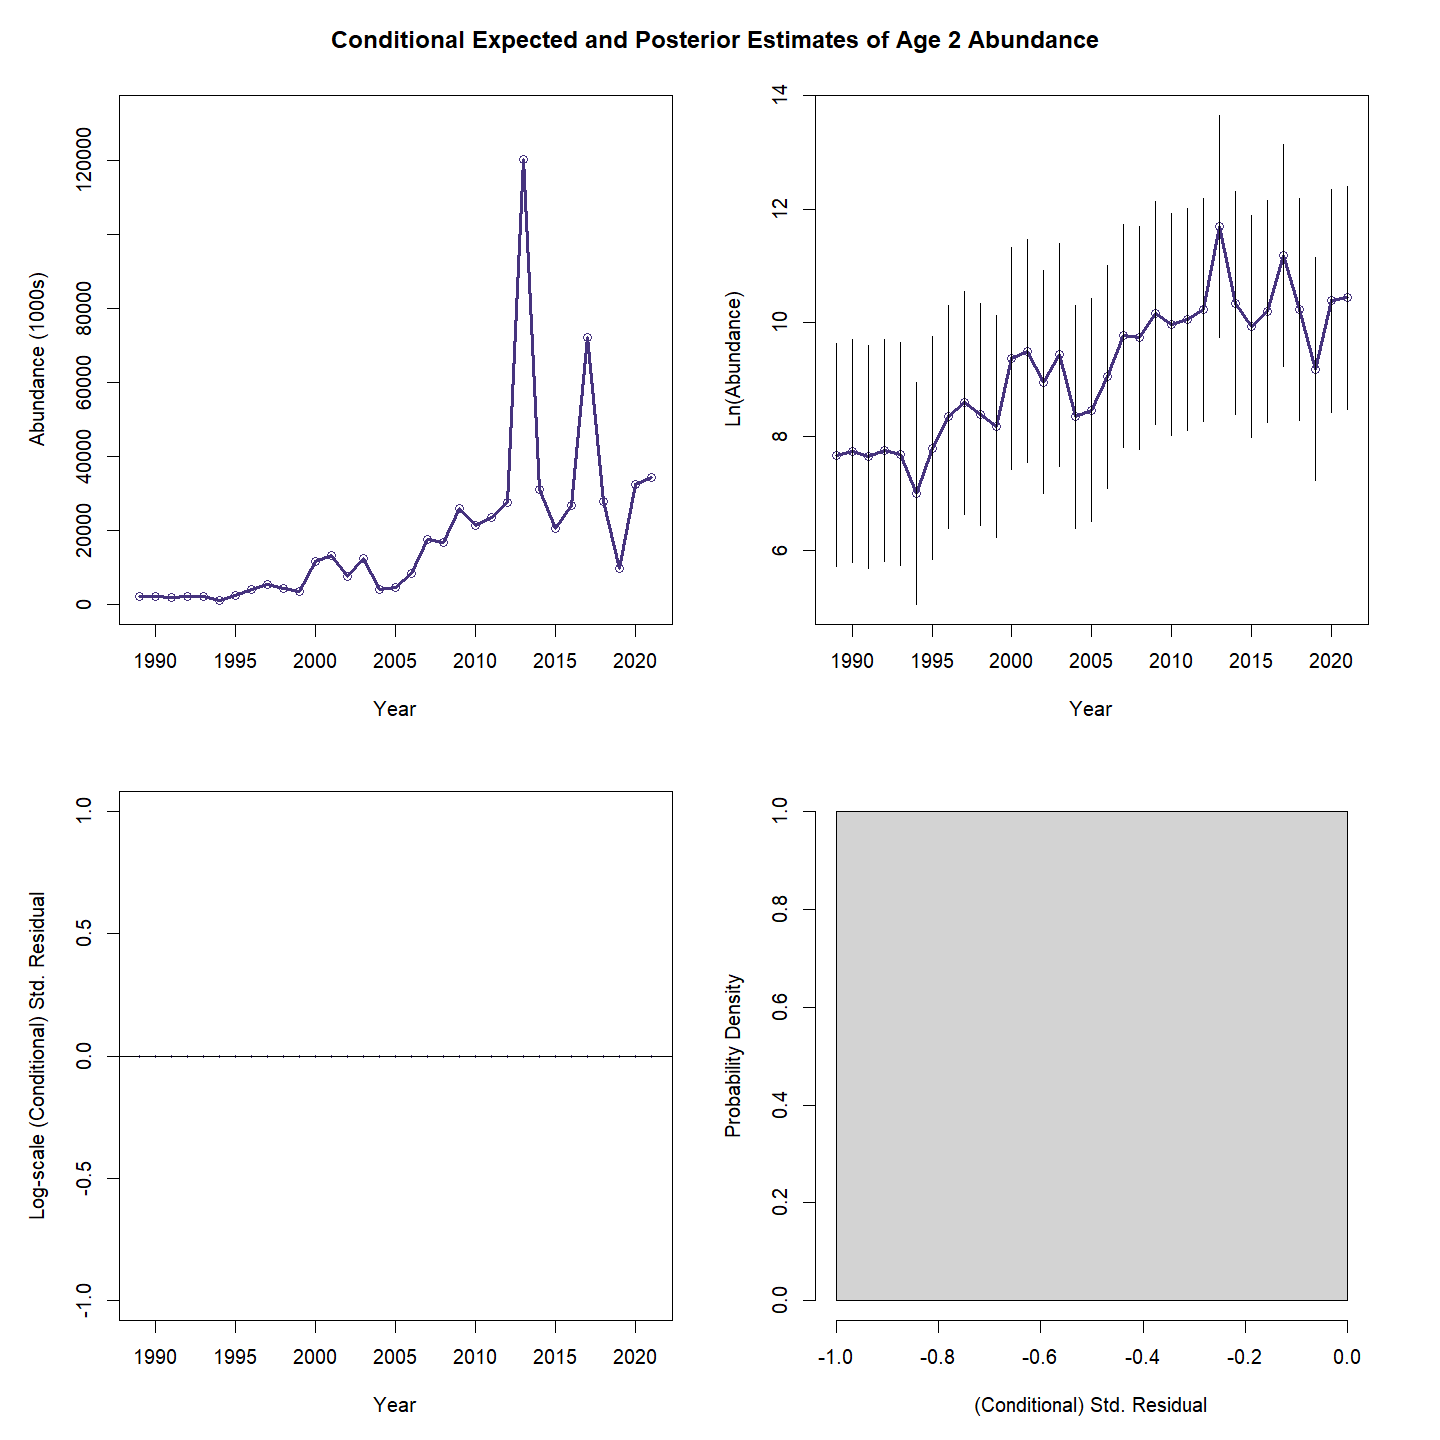 Conditional Expected and Posterior Estimates of Age 2 Abundance
Abundance (1000s)
120000
80000
60000
40000
20000
0
1990 1995 2000 2005 2010 2015 2020
Year
Ln(Abundance)
14
12
10
8
6
1990 1995 2000 2005 2010 2015 2020
Year
Log-scale (Conditional) Std. Residual
1.0
0.5
0.0
-0.5
-1.0
1990 1995 2000 2005 2010 2015 2020
Year
Probability Density
1.0
0.8
0.6
0.4
0.2
0.0
-1.0 -0.8 -0.6 -0.4 -0.2 0.0
(Conditional) Std. Residual